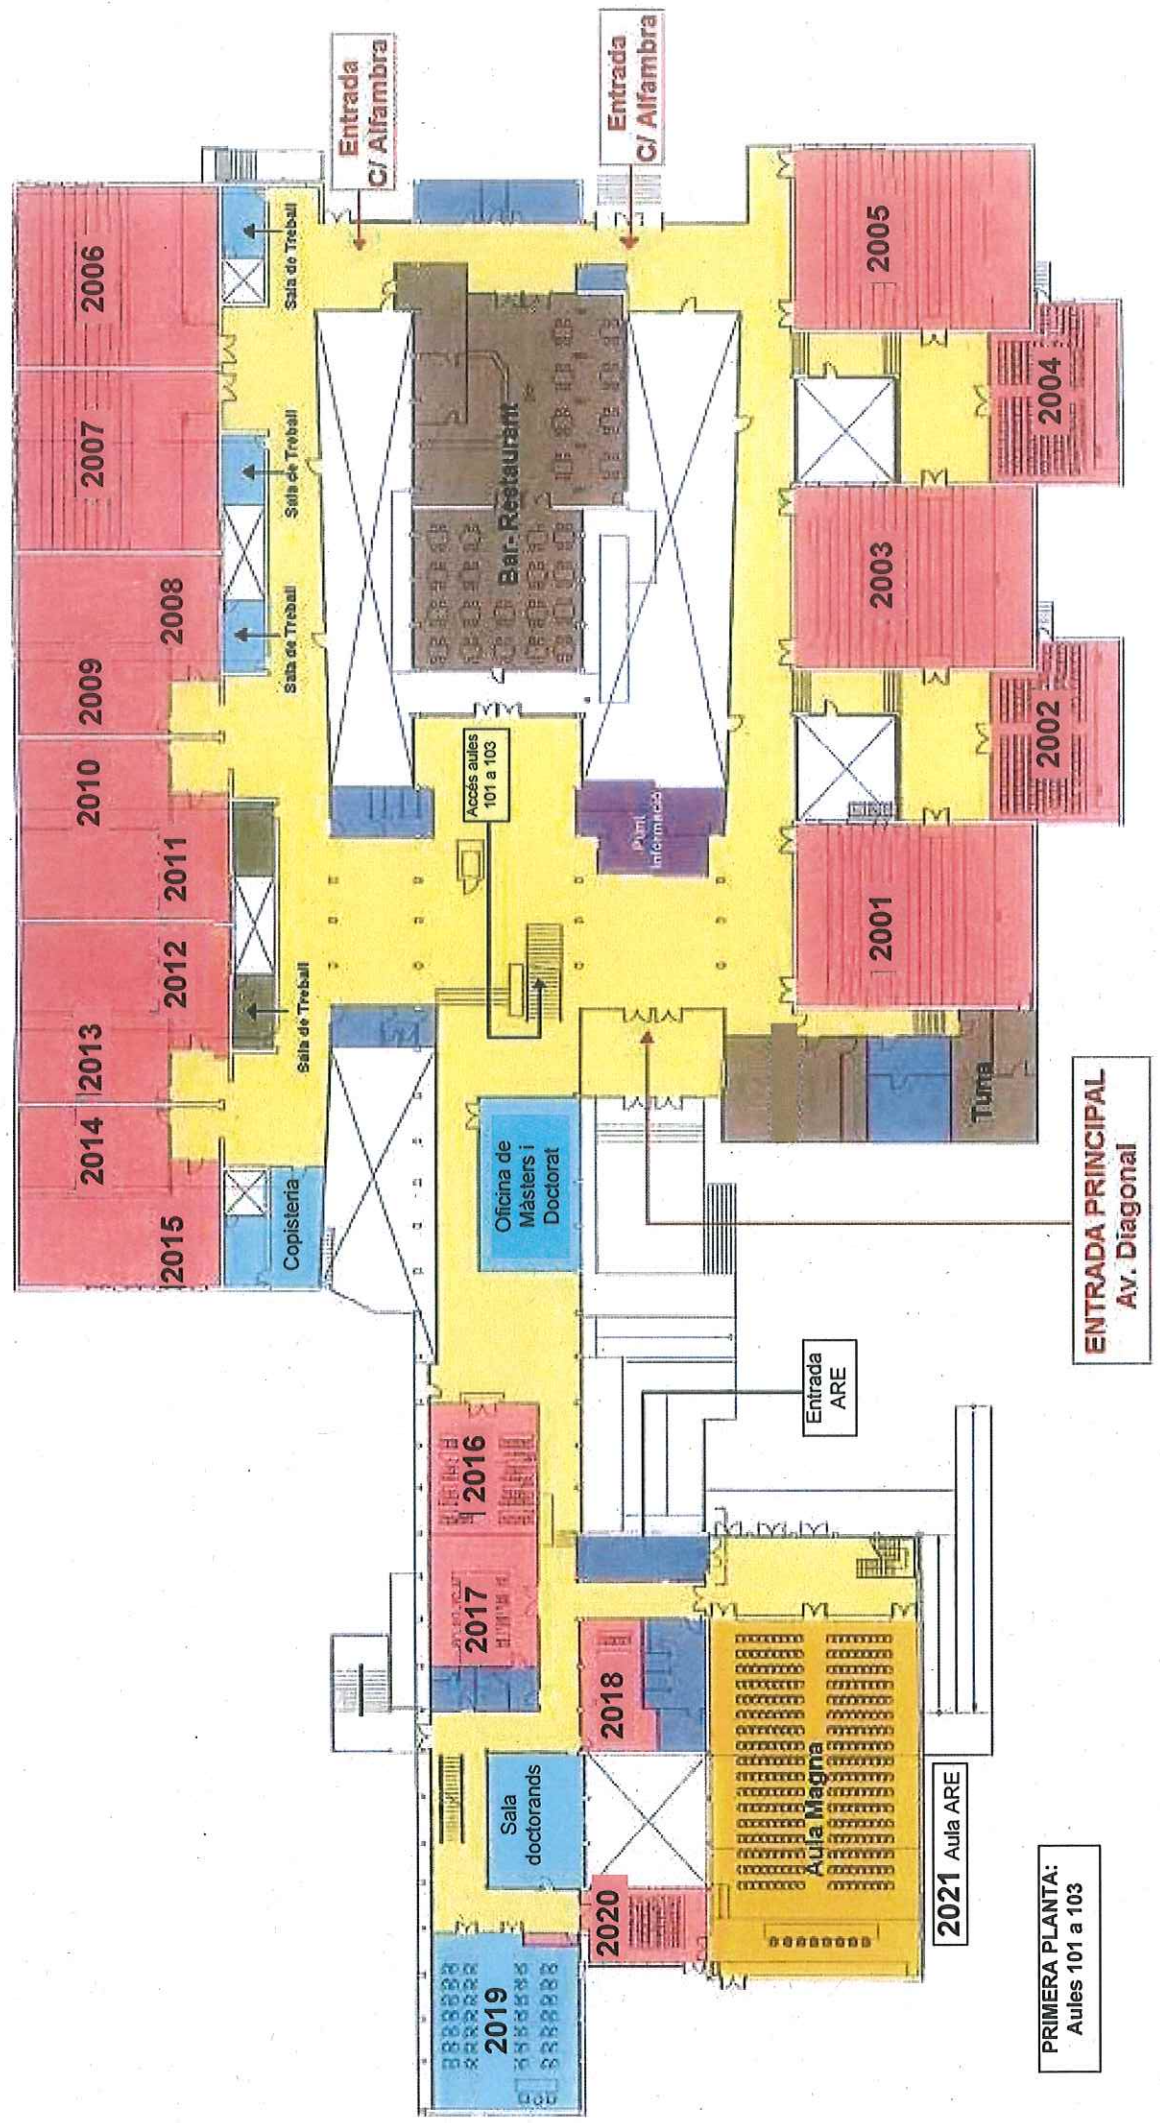 Entrada
C/ Alfambra
Entrada
C/ Alfambra
2006
2007
2008
2009
2010
2011
2012
2013
2014
2015
Sala de Treball
Sala de Treball
Sala de Treball
Sala de Treball
Copisteria
Bar-Restaurant
Accés aules
101 a 103
Punt
Informació
2005
2004
2003
2002
2001
Tuna
Oficina de
Màsters i
Doctorat
ENTRADA PRINCIPAL
Av. Diagonal
Entrada
ARE
2016
2017
2018
Sala
doctorands
2019
2020
Aula Magna
2021 Aula ARE
PRIMERA PLANTA:
Aules 101 a 103